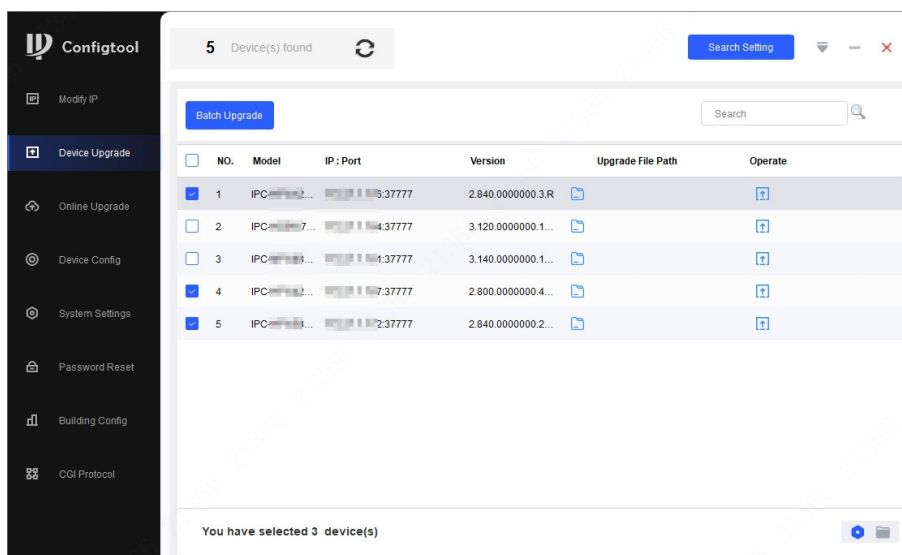 Configtool
5 Device(s) found
Search Setting
Modify IP
Device Upgrade
Online Upgrade
Device Config
System Settings
Password Reset
Building Config
CGI Protocol
Batch Upgrade
Search
NO. Model IP : Port Version Upgrade File Path Operate
1 IPC- :37777 2.840.0000000.3.R
2 IPC- 7... :37777 3.120.0000000.1...
3 IPC- ... :37777 3.140.0000000.1...
4 IPC- ... 7:37777 2.800.0000000.4...
5 IPC- ... 2:37777 2.840.0000000.2...
You have selected 3 device(s)